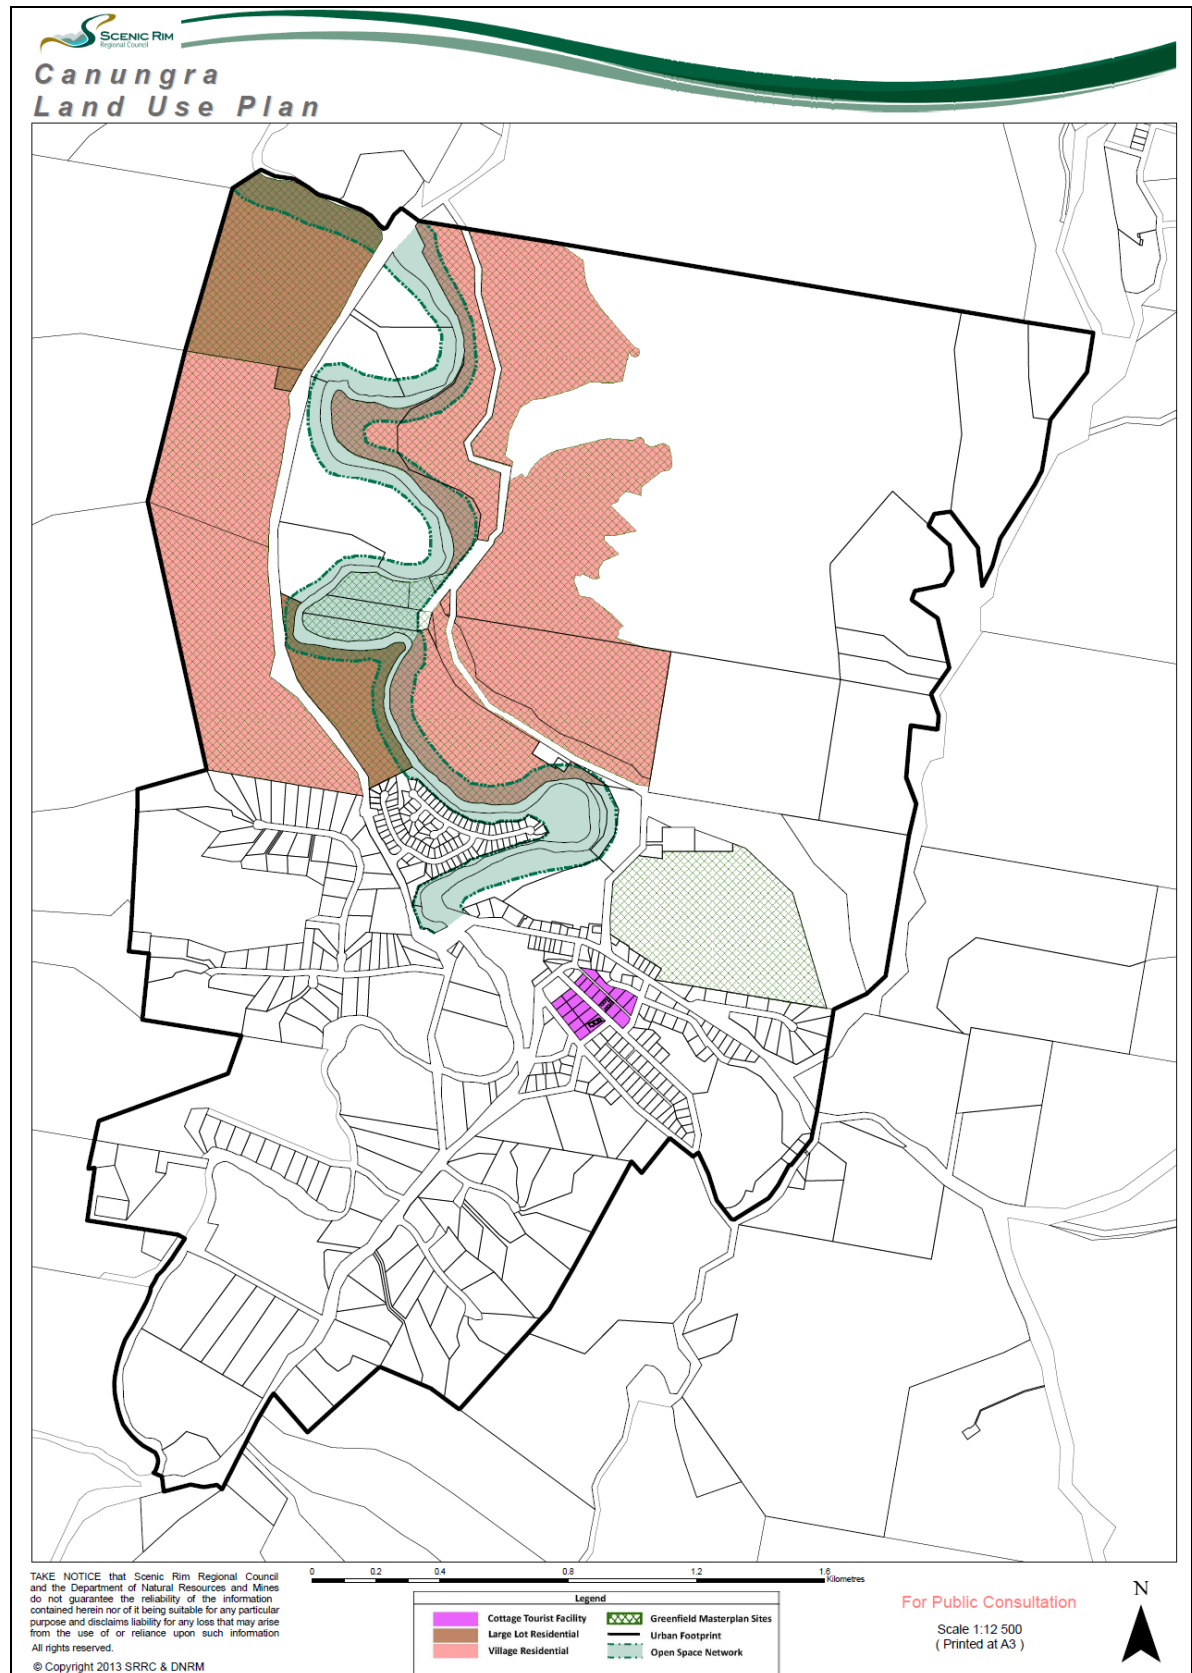 SCENIC RIM
Regional Council
Canungra
Land Use Plan
TAKE NOTICE that Scenic Rim Regional Council
and the Department of Natural Resources and Mines
do not guarantee the reliability of the information
contained herein nor of it being suitable for any particular
purpose and disclaims liability for any loss that may arise
from the use of or reliance upon such information
All rights reserved.
© Copyright 2013 SRRC & DNRM
0 0.2 0.4 0.8 1.2 1.6
Kilometres
Legend
Cottage Tourist Facility
Large Lot Residential
Village Residential
Greenfield Masterplan Sites
Urban Footprint
Open Space Network
For Public Consultation
Scale 1:12 500
( Printed at A3 )
N